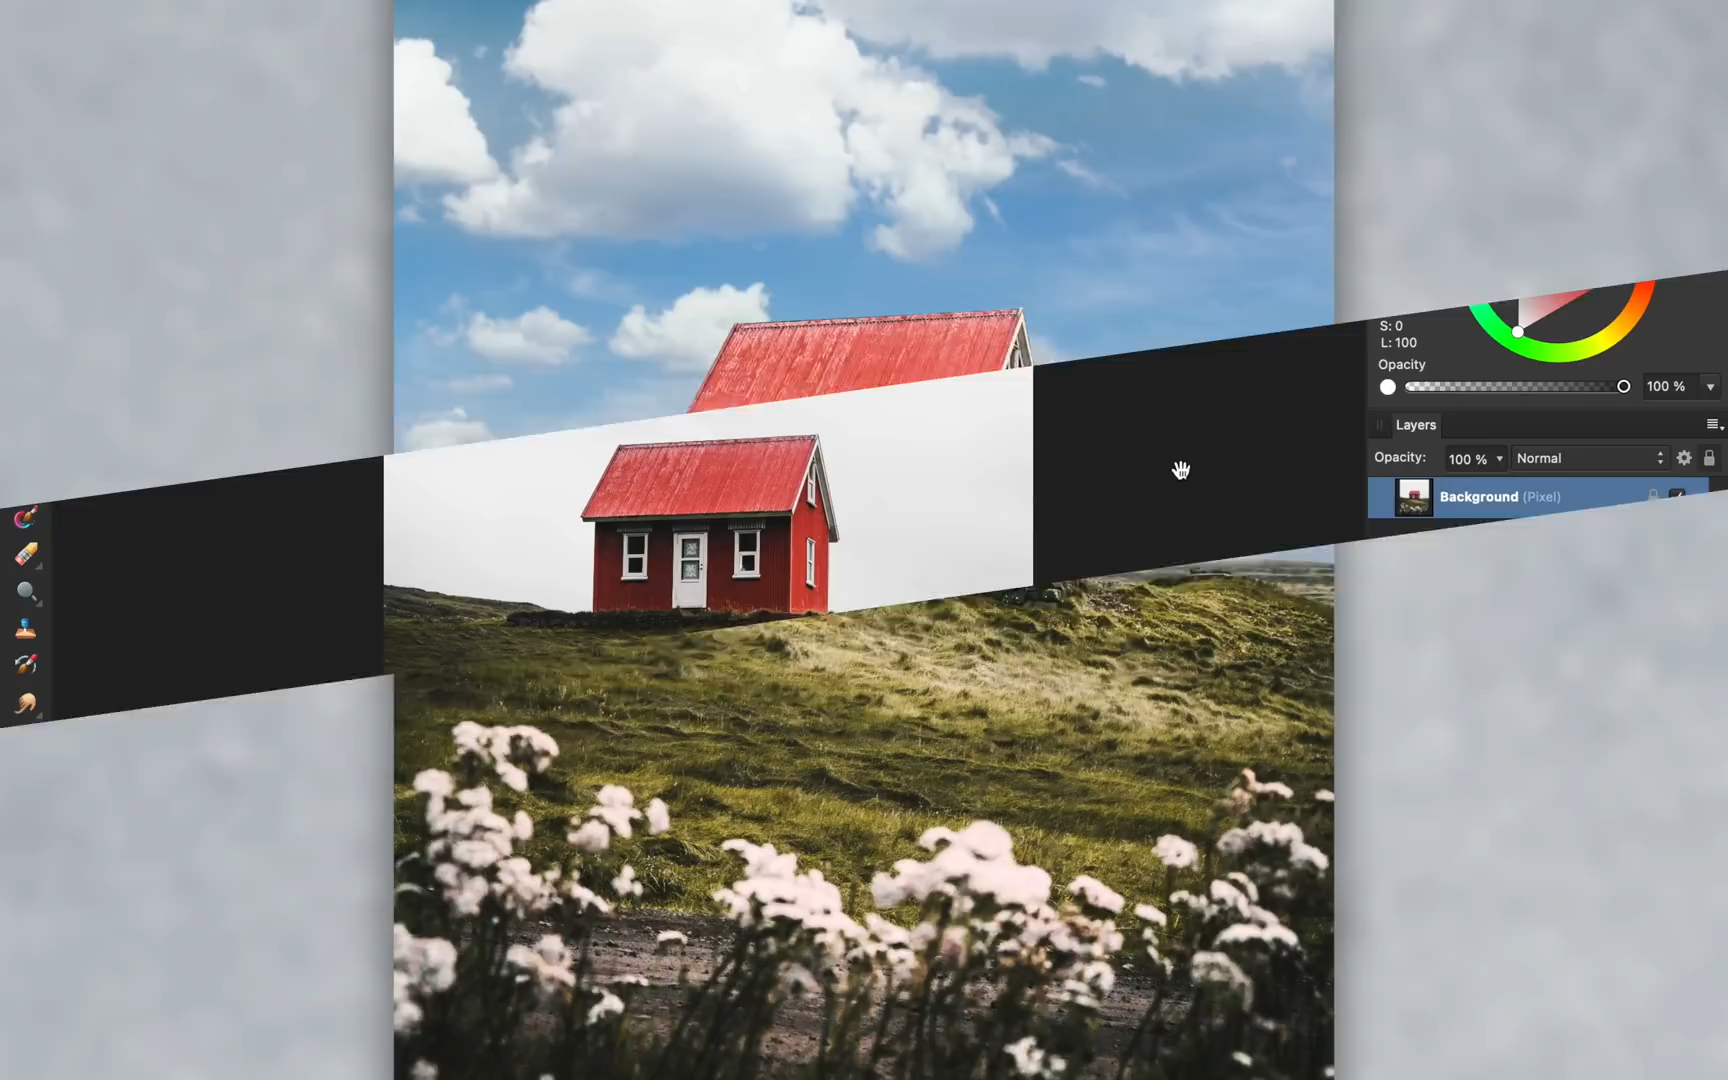 S: 0
L: 100
Opacity
100 %
Layers
Opacity: 100 % Normal
Background (Pixel)